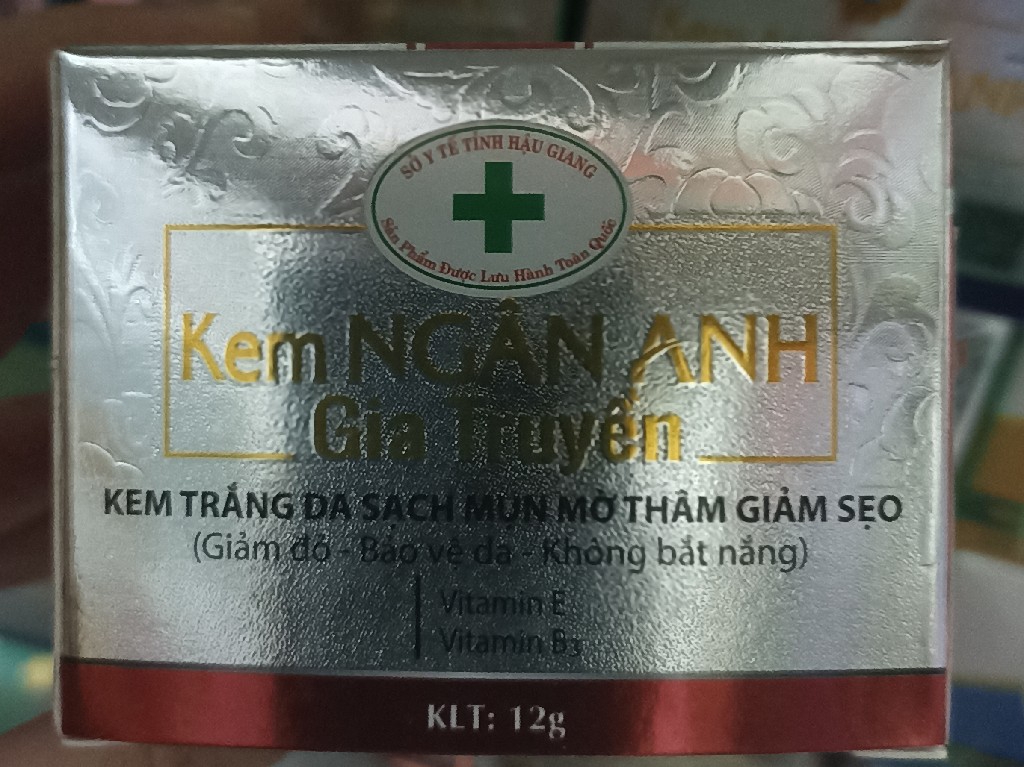 SỞ Y TẾ TỈNH HẬU GIANG
Sản Phẩm Được Lưu Hành Toàn Quốc
Kem NGÂN ANH
Gia Truyền
KEM TRẮNG DA SẠCH MỤN MỜ THÂM GIẢM SẸO
(Giảm đỏ - Bảo vệ da - Không bắt nắng)
Vitamin E
Vitamin B3
KLT: 12g